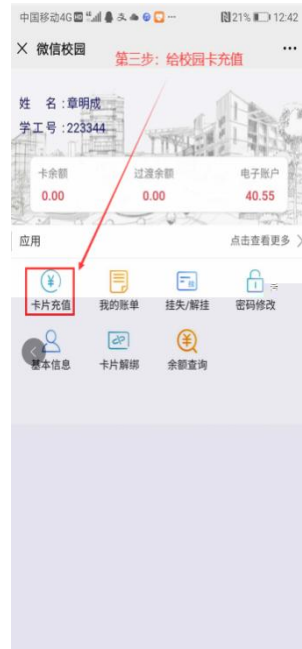 中国移动4G HD 4G 21% 12:42
微信校园
第三步：给校园卡充值
姓 名：章明成
学工号：223344
卡余额 过渡余额 电子账户
0.00 0.00 40.55
应用 点击查看更多
卡片充值 我的账单 挂失/解挂 密码修改
基本信息 卡片解绑 余额查询